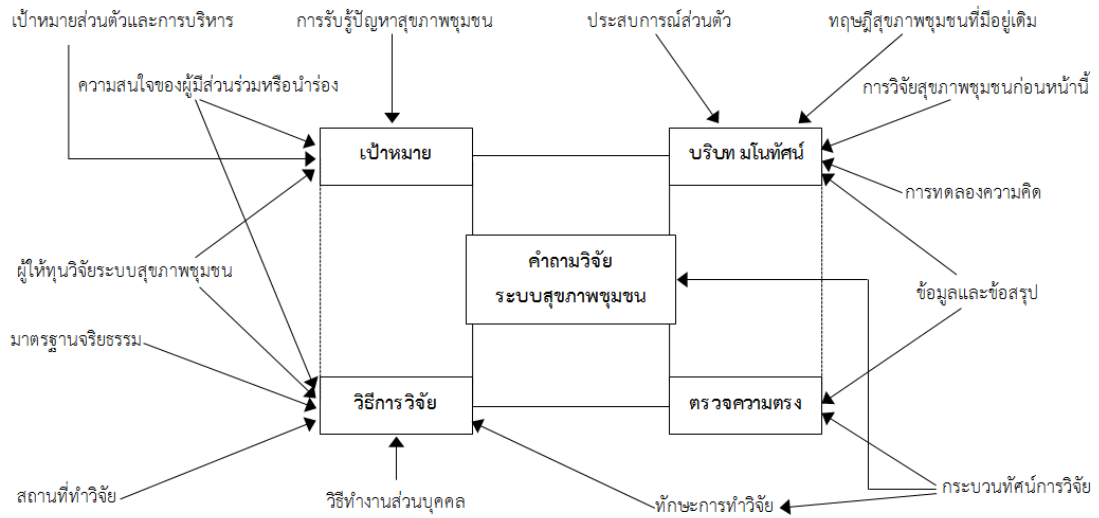 เป้าหมายส่วนตัวและการบริหาร
การรับรู้ปัญหาสุขภาพชุมชน
ประสบการณ์ส่วนตัว
ทฤษฎีสุขภาพชุมชนที่มีอยู่เดิม
ความสนใจของผู้มีส่วนร่วมหรือนำร่อง
การวิจัยสุขภาพชุมชนก่อนหน้านี้
เป้าหมาย
บริบท มโนทัศน์
การทดลองความคิด
คำถามวิจัย
ระบบสุขภาพชุมชน
ผู้ให้ทุนวิจัยระบบสุขภาพชุมชน
ข้อมูลและข้อสรุป
มาตรฐานจริยธรรม
วิธีการวิจัย
ตรวจความตรง
สถานที่ทำวิจัย
วิธีทำงานส่วนบุคคล
ทักษะการทำวิจัย
กระบวนทัศน์การวิจัย